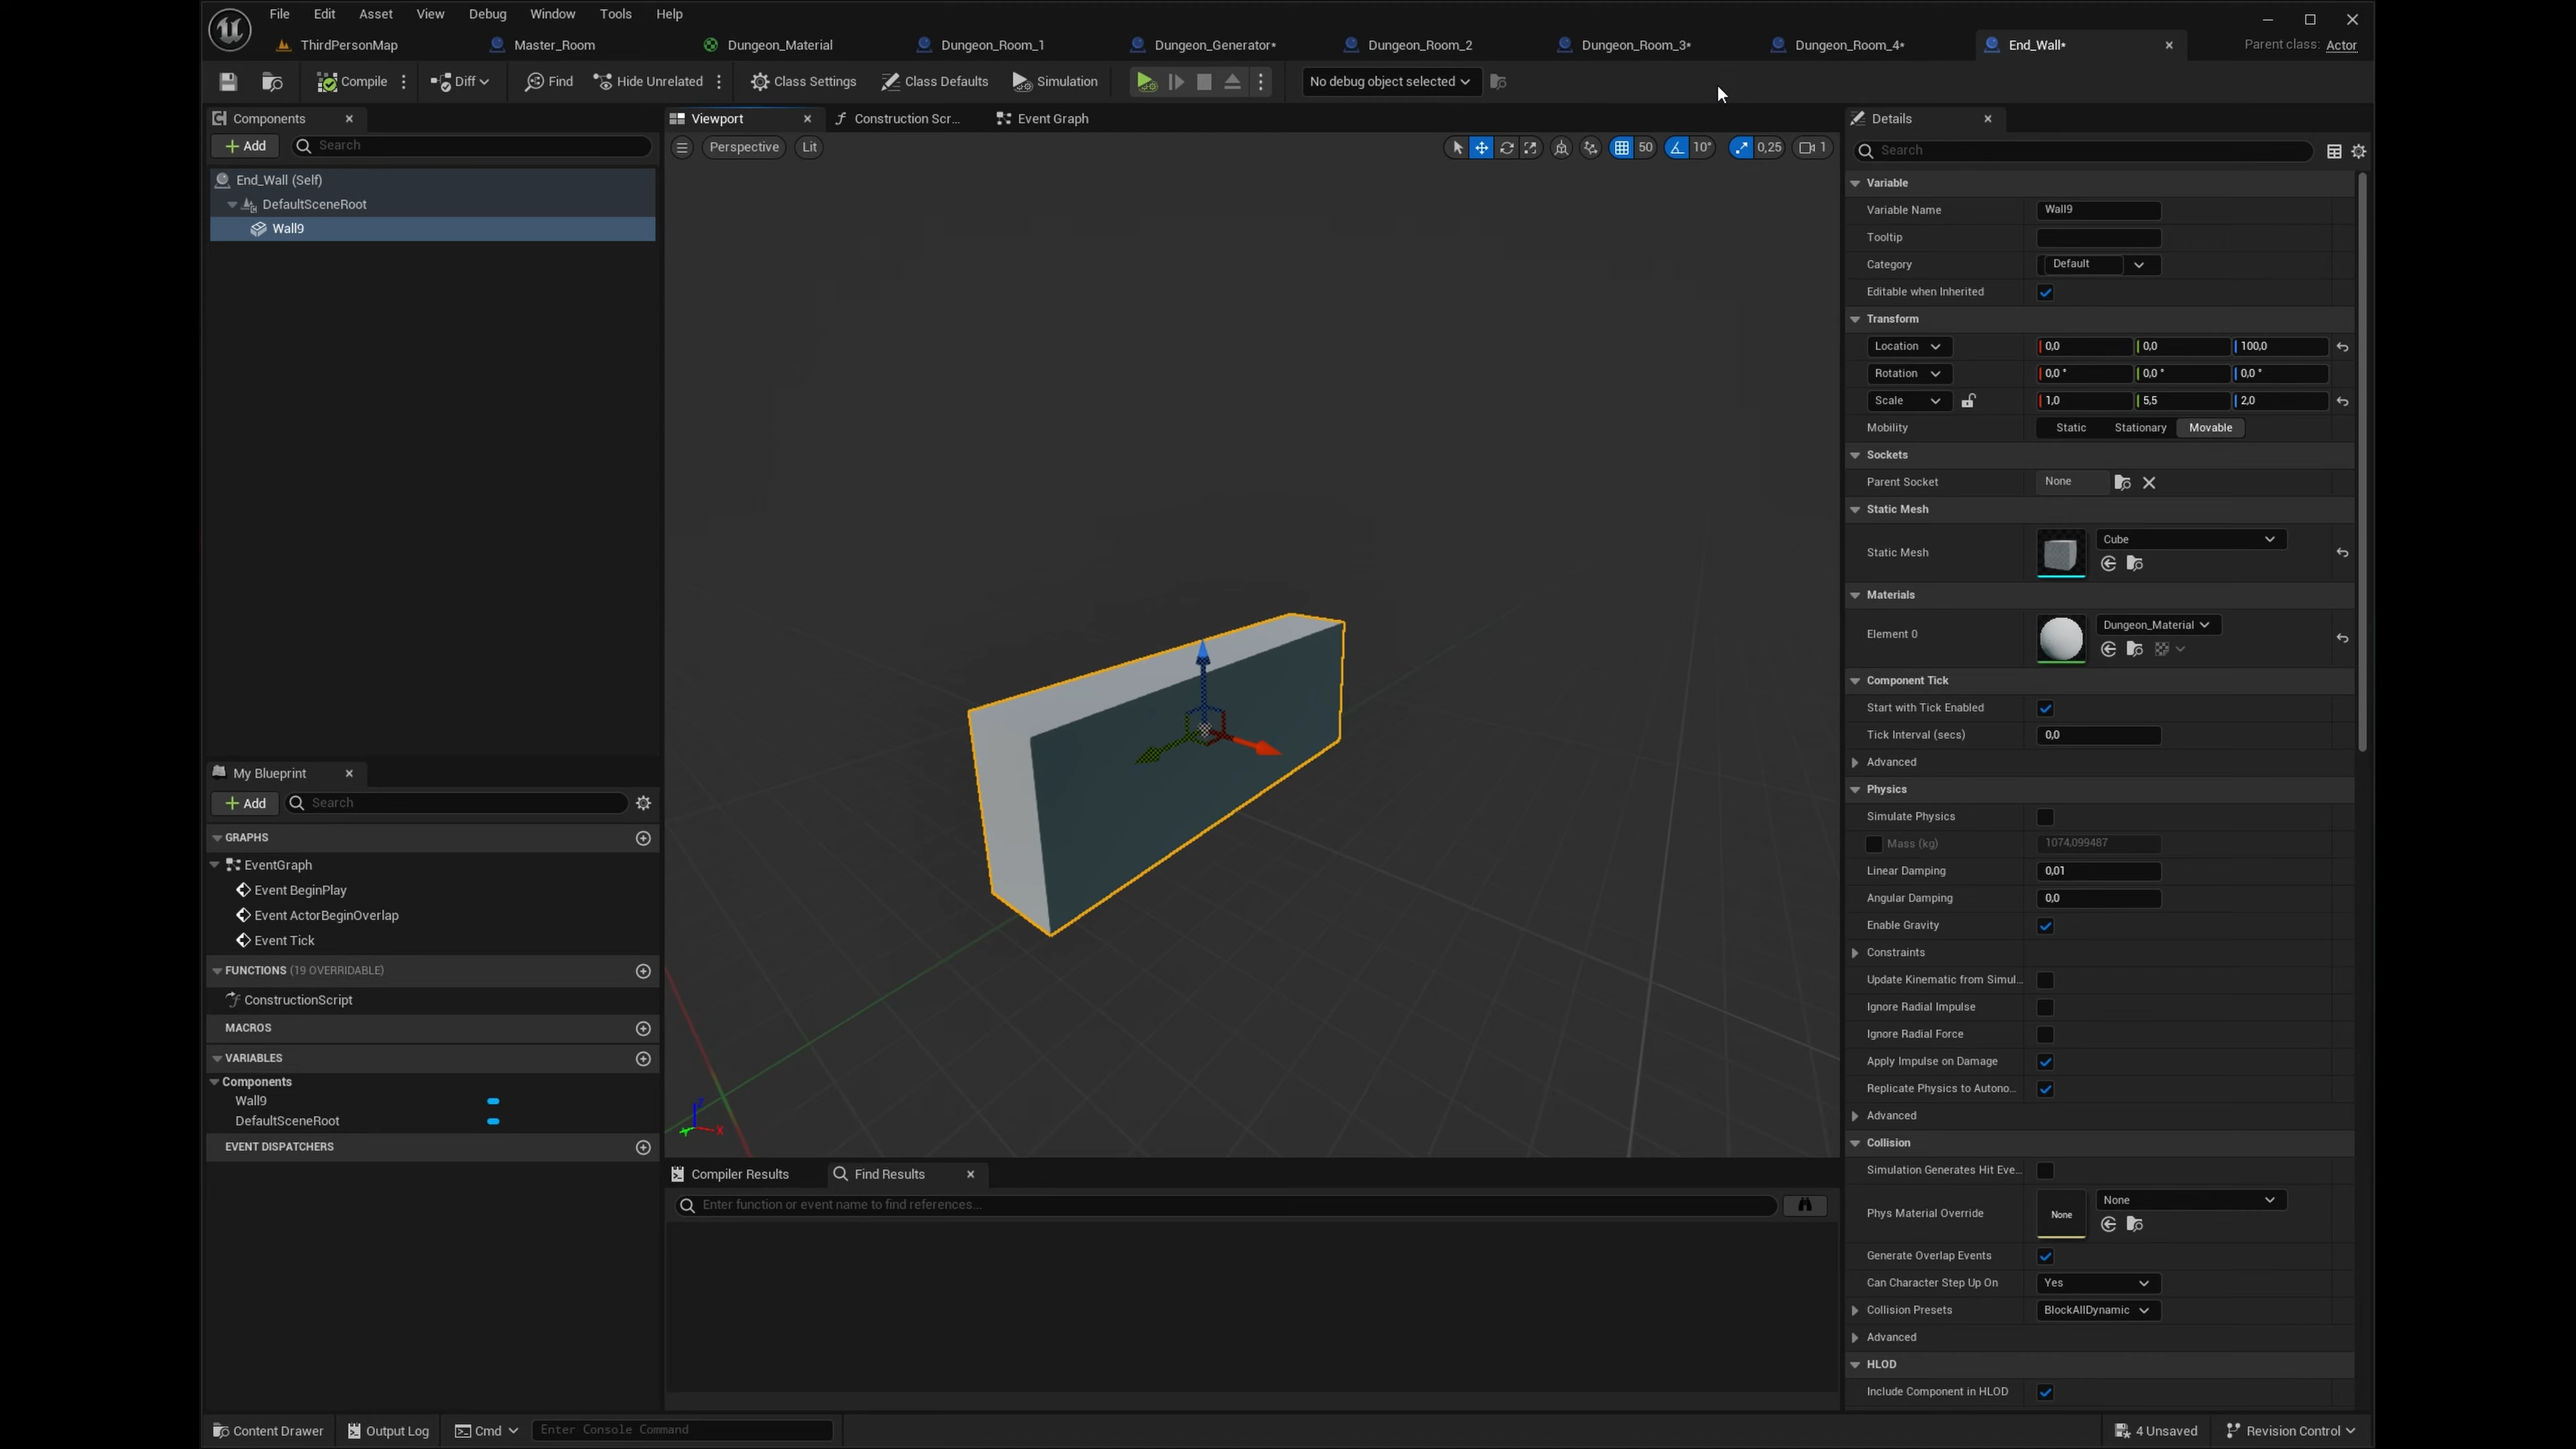 File Edit Asset View Debug Window Tools Help
ThirdPersonMap Master_Room Dungeon_Material Dungeon_Room_1 Dungeon_Generator* Dungeon_Room_2 Dungeon_Room_3* Dungeon_Room_4* End_Wall* Parent class: Actor
Compile Diff Find Hide Unrelated Class Settings Class Defaults Simulation No debug object selected
Components
Add Search
End_Wall (Self)
DefaultSceneRoot
Wall9
My Blueprint
Add Search
GRAPHS
EventGraph
Event BeginPlay
Event ActorBeginOverlap
Event Tick
FUNCTIONS (19 OVERRIDABLE)
ConstructionScript
MACROS
VARIABLES
Components
Wall9
DefaultSceneRoot
EVENT DISPATCHERS
Viewport Construction Scr... Event Graph
Perspective Lit 50 10° 0,25 1
Z
X
Compiler Results Find Results
Enter function or event name to find references...
Details
Search
Variable
Variable Name Wall9
Tooltip
Category Default
Editable when Inherited
Transform
Location 0,0 0,0 100,0
Rotation 0,0 ° 0,0 ° 0,0 °
Scale 1,0 5,5 2,0
Mobility Static Stationary Movable
Sockets
Parent Socket None
Static Mesh
Static Mesh Cube
Materials
Element 0 Dungeon_Material
Component Tick
Start with Tick Enabled
Tick Interval (secs) 0,0
Advanced
Physics
Simulate Physics
Mass (kg) 1074,099487
Linear Damping 0,01
Angular Damping 0,0
Enable Gravity
Constraints
Update Kinematic from Simul...
Ignore Radial Impulse
Ignore Radial Force
Apply Impulse on Damage
Replicate Physics to Autono...
Advanced
Collision
Simulation Generates Hit Eve...
Phys Material Override None None
Generate Overlap Events
Can Character Step Up On Yes
Collision Presets BlockAllDynamic
Advanced
HLOD
Include Component in HLOD
Content Drawer Output Log Cmd Enter Console Command 4 Unsaved Revision Control